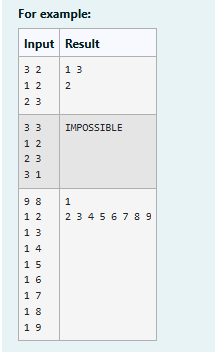 For example:
Input Result
3 2 1 3
1 2 2
2 3
3 3 IMPOSSIBLE
1 2
2 3
3 1
9 8 1
1 2 2 3 4 5 6 7 8 9
1 3
1 4
1 5
1 6
1 7
1 8
1 9